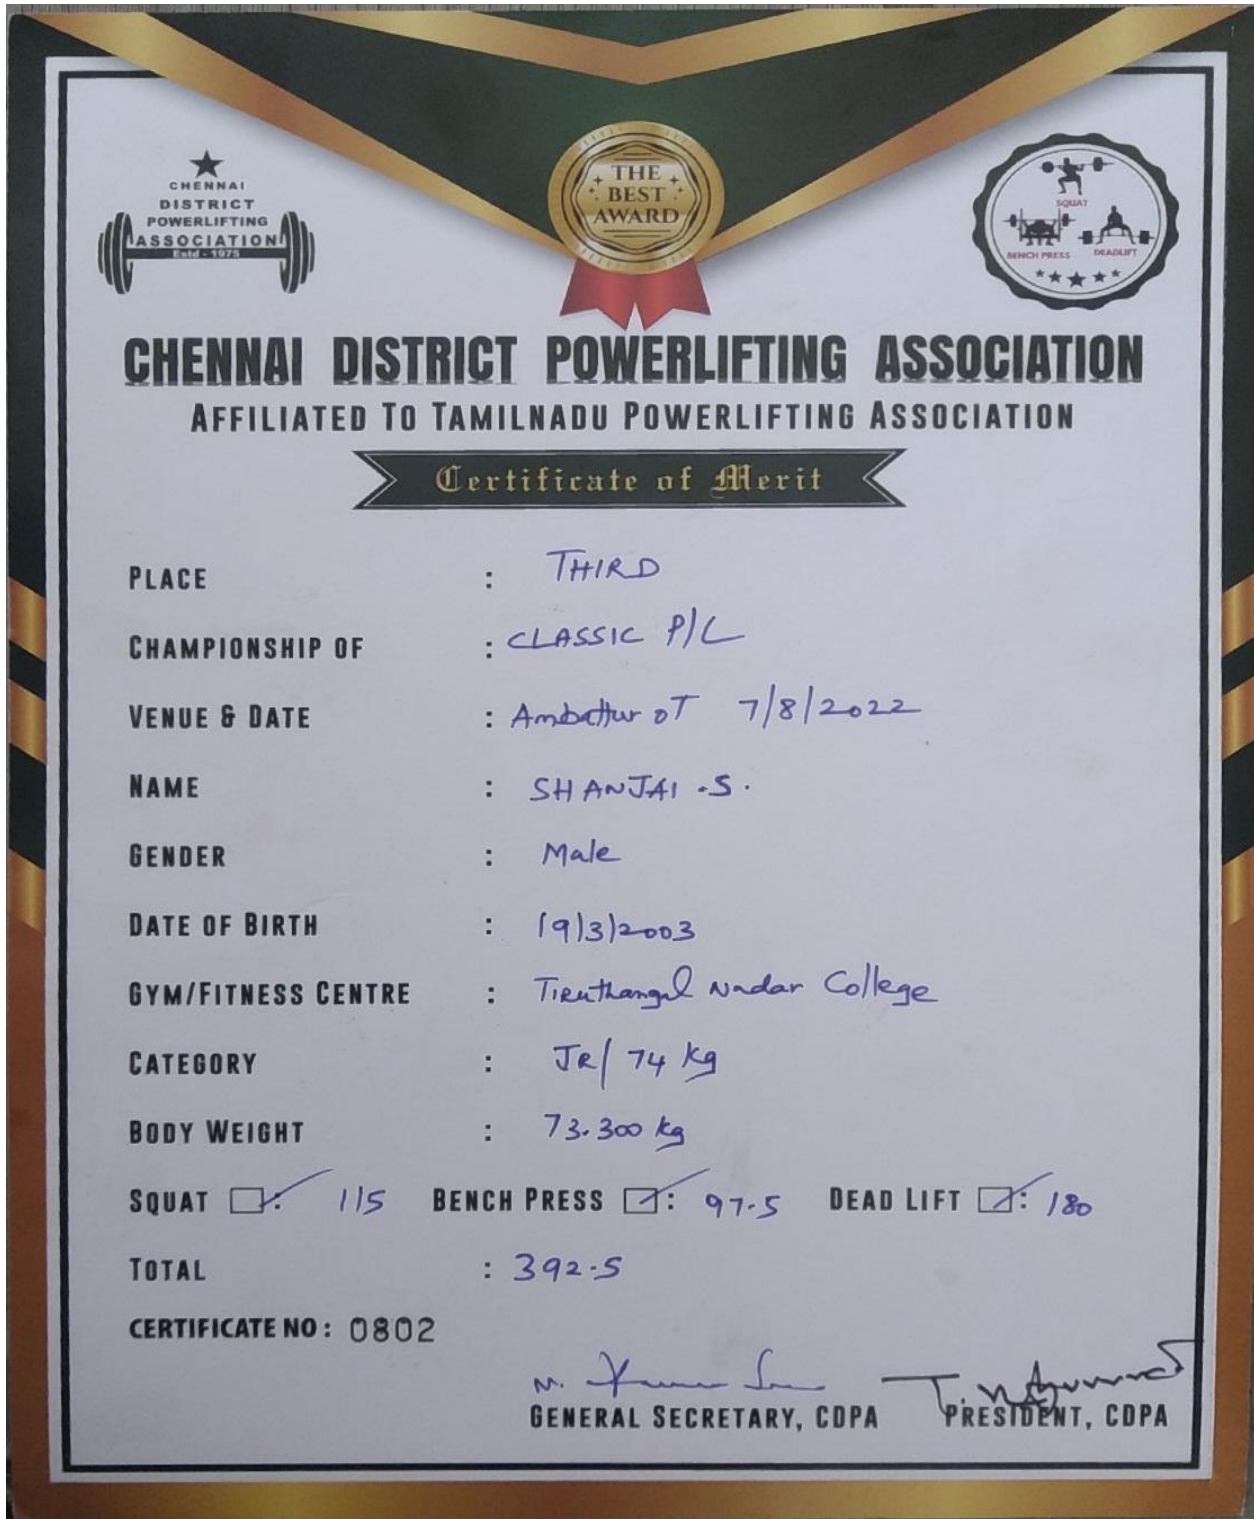 THE
BEST
AWARD
CHENNAI
DISTRICT
POWERLIFTING
ASSOCIATION
Estd - 1975
SQUAT
BENCH PRESS DEADLIFT
CHENNAI DISTRICT POWERLIFTING ASSOCIATION
AFFILIATED TO TAMILNADU POWERLIFTING ASSOCIATION
Certificate of Merit
PLACE : THIRD
CHAMPIONSHIP OF : CLASSIC P/L
VENUE & DATE : Ambattur OT 7/8/2022
NAME : SHANJAI .S.
GENDER : Male
DATE OF BIRTH : 19/3/2003
GYM/FITNESS CENTRE : Tiruthangal Nadar College
CATEGORY : JR/ 74 Kg
BODY WEIGHT : 73.300 kg
SQUAT : 115 BENCH PRESS : 97.5 DEAD LIFT : 180
TOTAL : 392.5
CERTIFICATE NO : 0802
GENERAL SECRETARY, CDPA PRESIDENT, CDPA